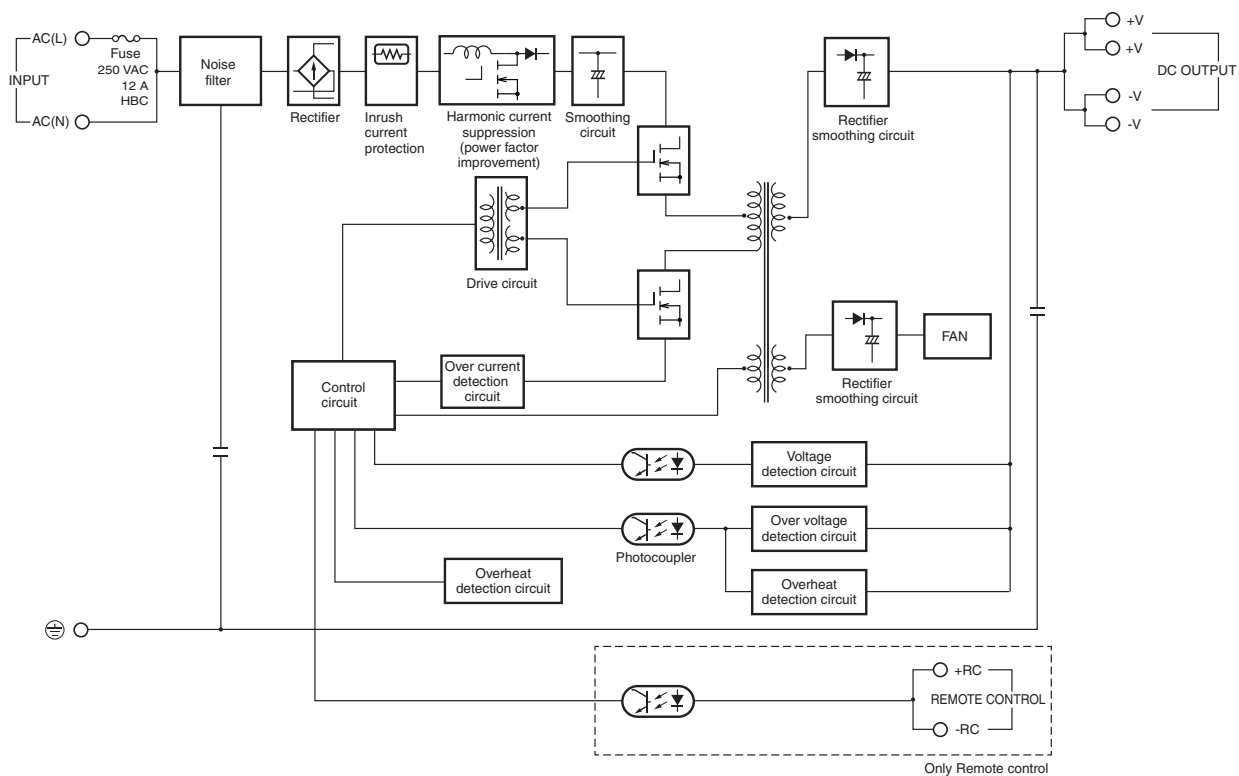 AC(L)
Fuse
250 VAC
12 A
HBC
INPUT
AC(N)
Noise
filter
Rectifier
Inrush
current
protection
Harmonic current
suppression
(power factor
improvement)
Smoothing
circuit
Rectifier
smoothing circuit
+V
+V
DC OUTPUT
-V
-V
Drive circuit
Control
circuit
Over current
detection
circuit
Rectifier
smoothing circuit
FAN
Voltage
detection circuit
Over voltage
detection circuit
Photocoupler
Overheat
detection circuit
Overheat
detection circuit
+RC
REMOTE CONTROL
-RC
Only Remote control